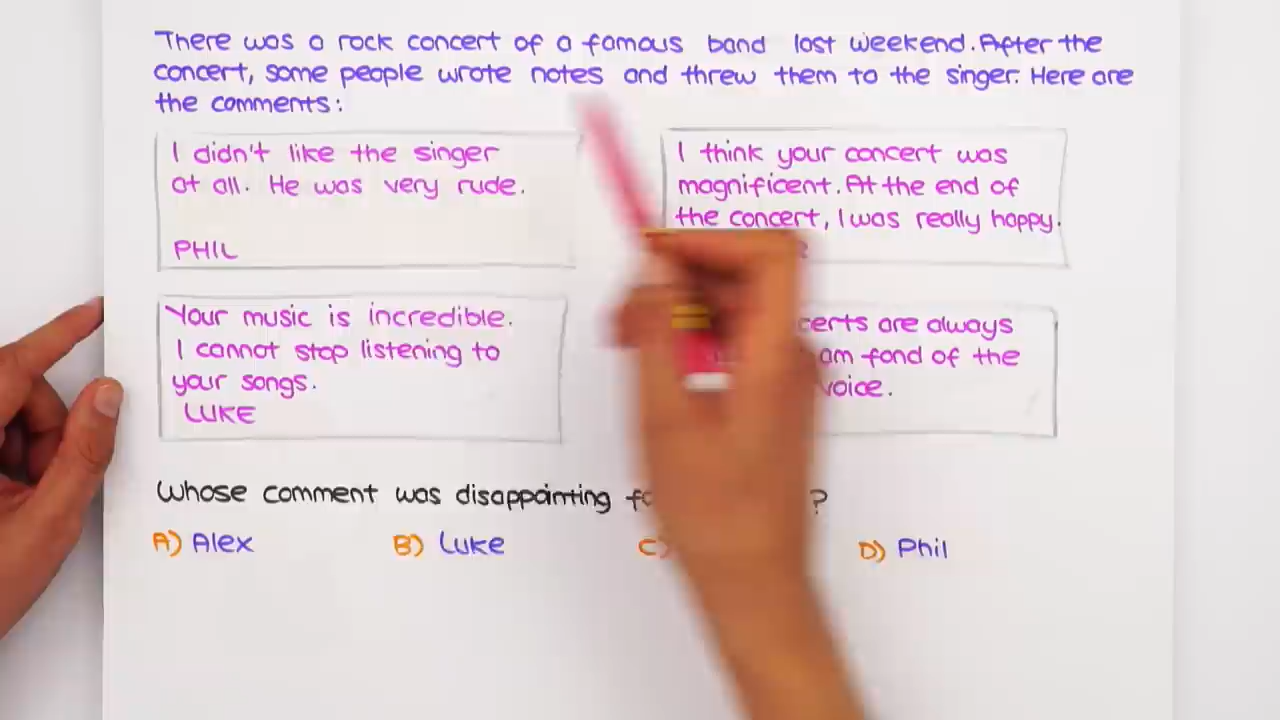 There was a rock concert of a famous band last weekend. After the
concert, some people wrote notes and threw them to the singer. Here are
the comments:
I didn't like the singer
at all. He was very rude.
PHIL
I think your concert was
magnificent. At the end of
the concert, I was really happy.
Your music is incredible.
I cannot stop listening to
your songs.
LUKE
are always
am fond of the
voice.
Whose comment was disappointing ?
A) Alex
B) Luke
C)
D) Phil